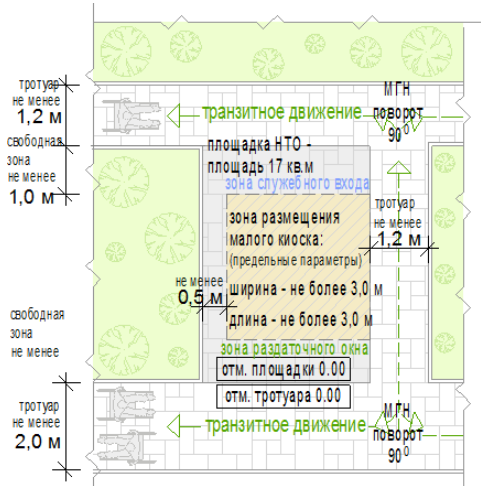 тротуар
не менее
1,2 м
свободная
зона
не менее
1,0 м
свободная
зона
не менее
тротуар
не менее
2,0 м
транзитное движение
МГН
поворот
90°
площадка НТО -
площадь 17 кв.м
зона служебного входа
зона размещения
малого киоска:
(предельные параметры)
ширина - не более 3,0 м
длина - не более 3,0 м
не менее
0,5 м
тротуар
не менее
1,2 м
зона раздаточного окна
отм. площадки 0.00
отм. тротуара 0.00
транзитное движение
МГН
поворот
90°